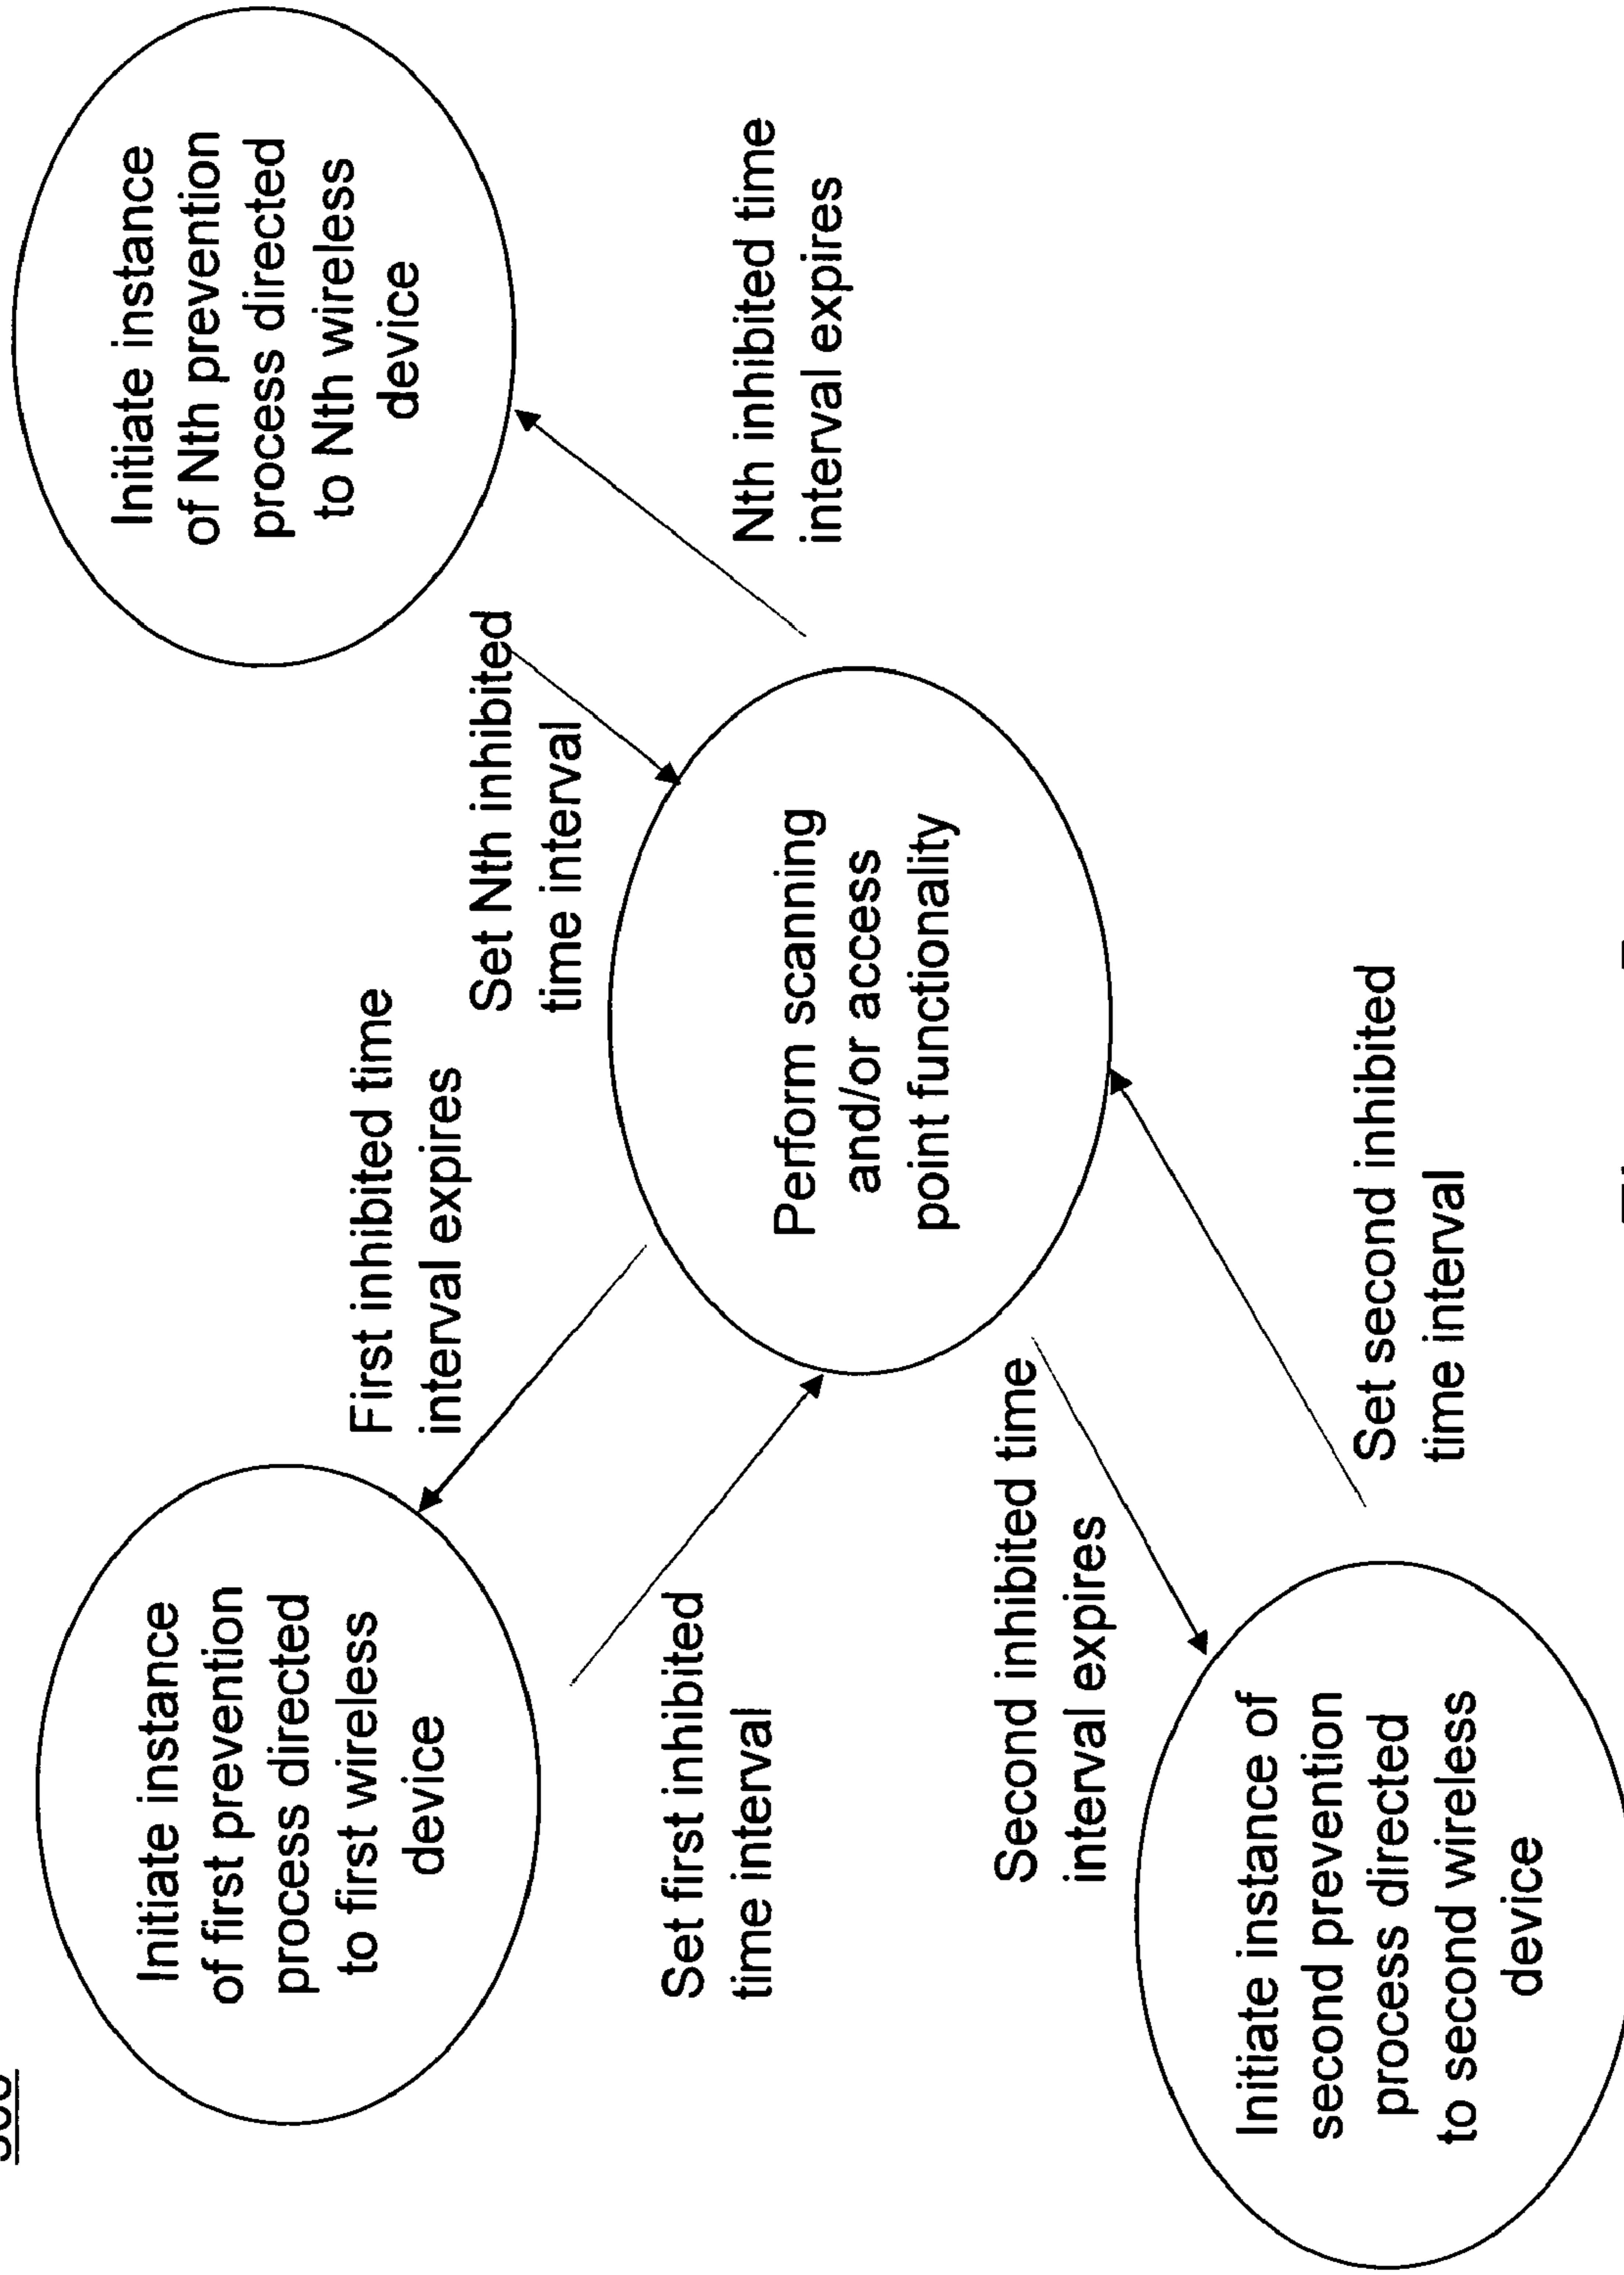 Initiate instance
of first prevention
process directed
to first wireless
device
First inhibited time
interval expires
Set first inhibited
time interval
Initiate instance
of Nth prevention
process directed
to Nth wireless
device
Set Nth inhibited
time interval
Nth inhibited time
interval expires
Perform scanning
and/or access
point functionality
Second inhibited time
interval expires
Set second inhibited
time interval
Initiate instance of
second prevention
process directed
to second wireless
device